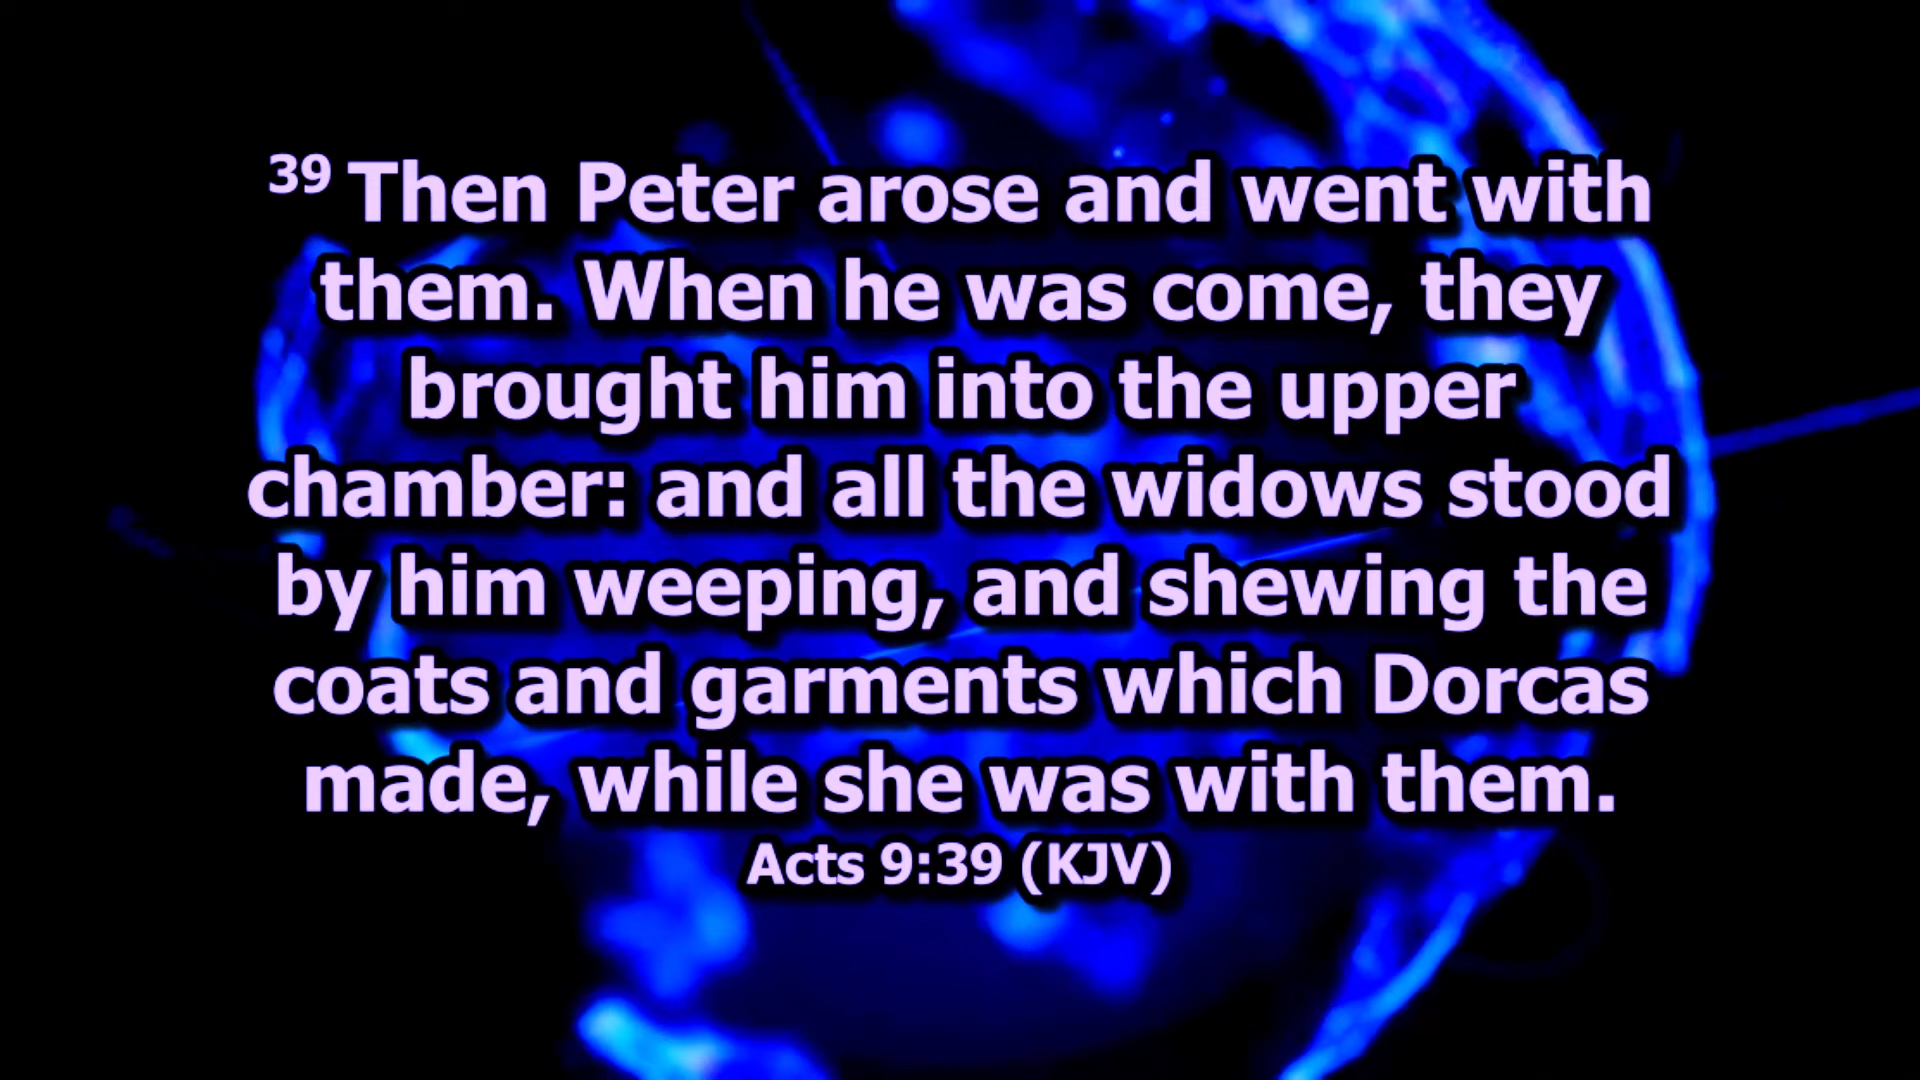 39 Then Peter arose and went with
them. When he was come, they
brought him into the upper
chamber: and all the widows stood
by him weeping, and shewing the
coats and garments which Dorcas
made, while she was with them.
Acts 9:39 (KJV)